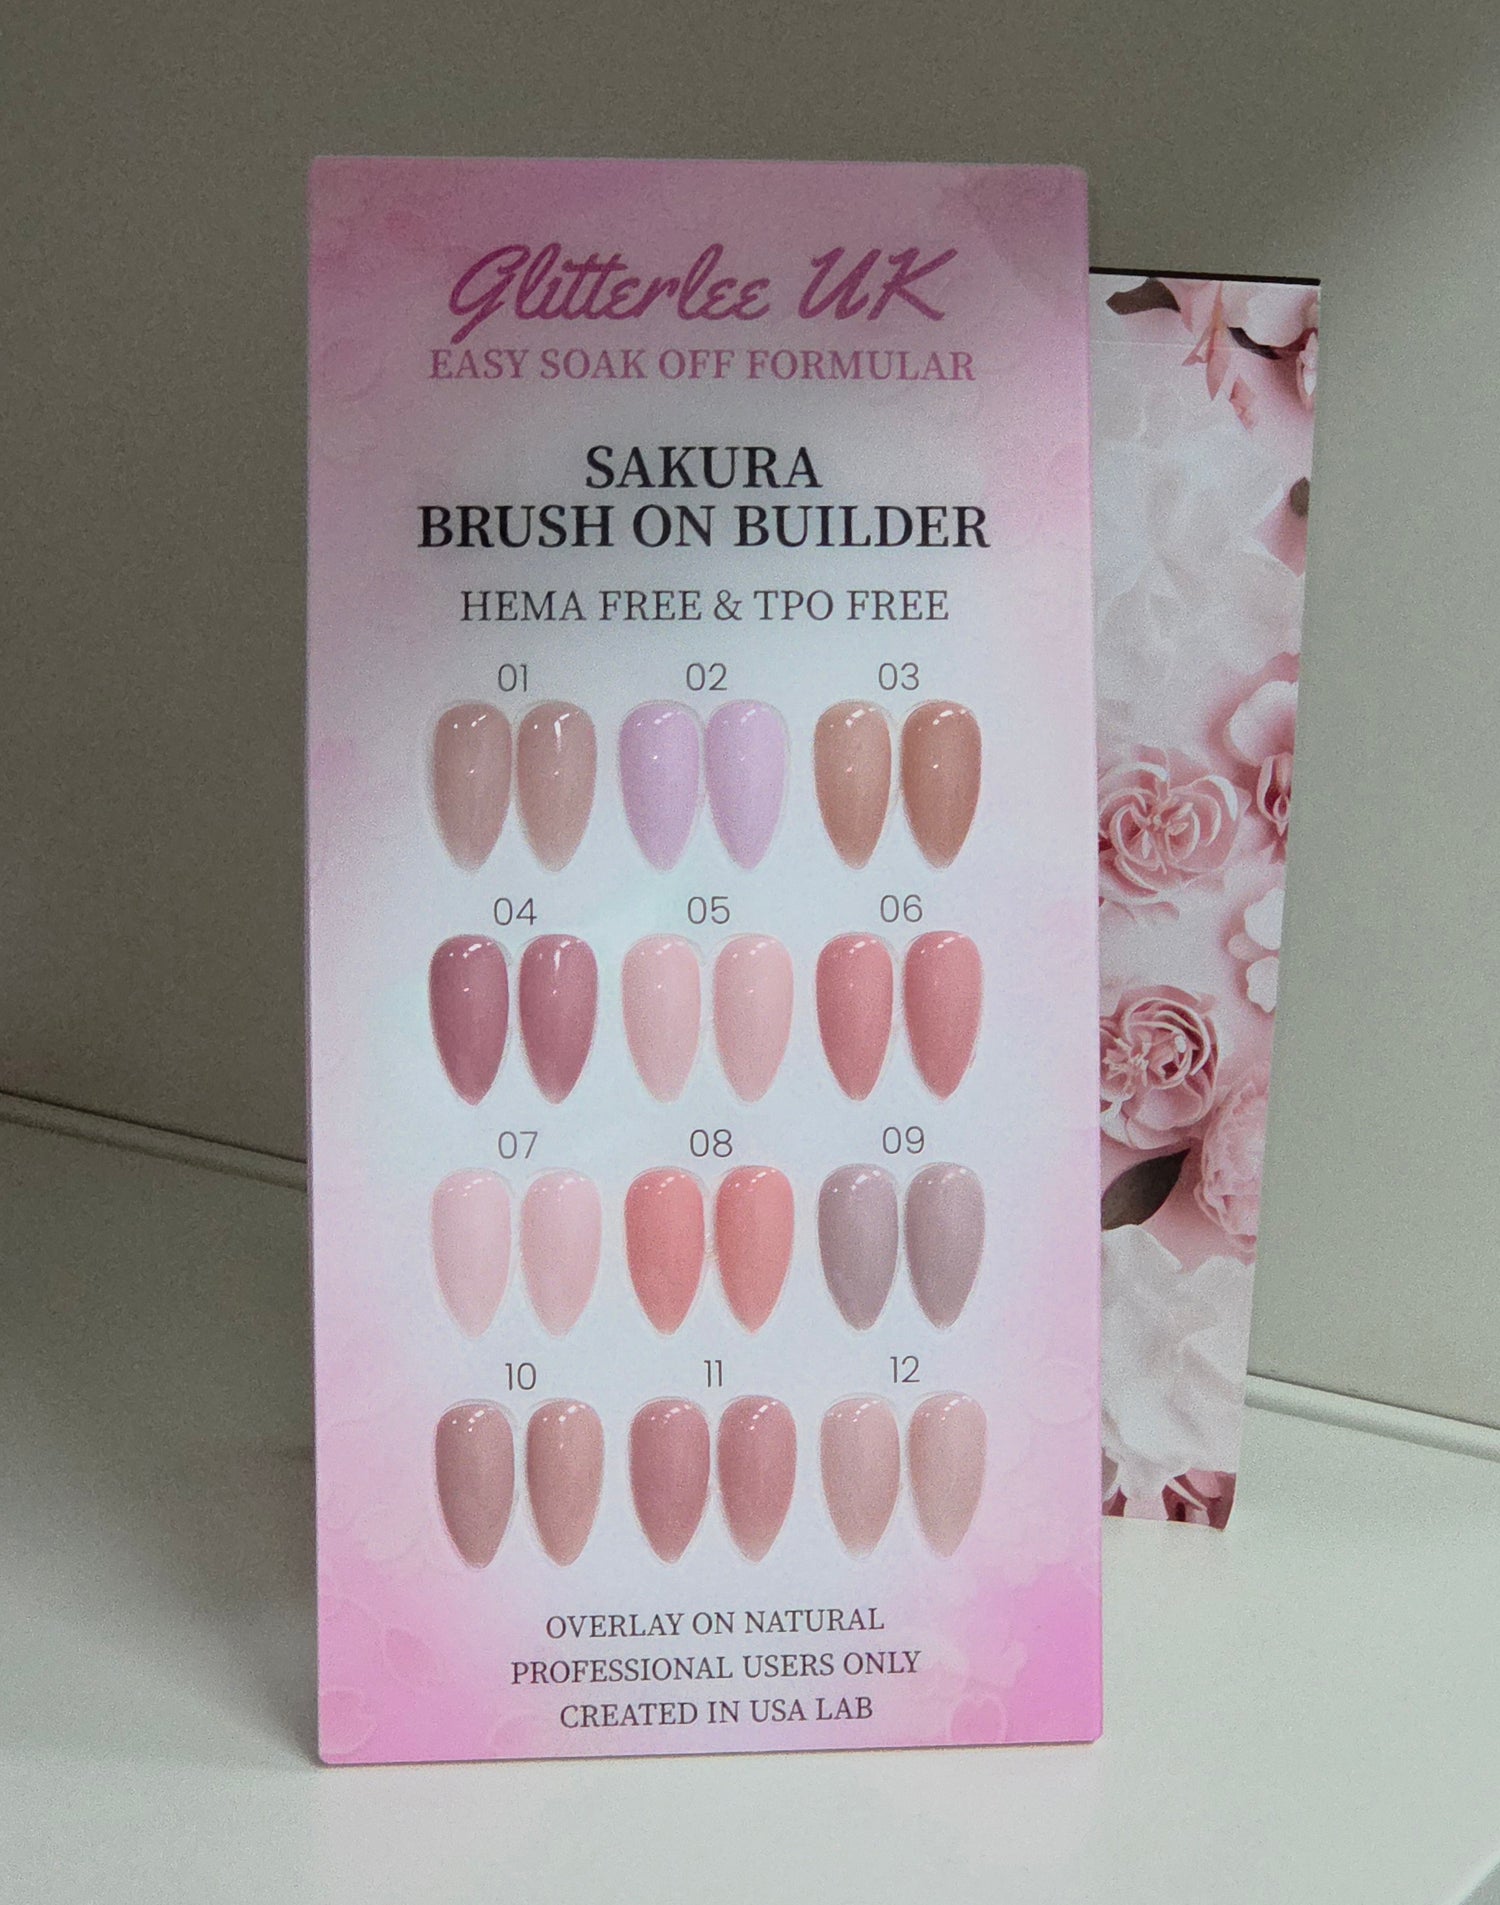 Glitterlee UK
EASY SOAK OFF FORMULAR
SAKURA
BRUSH ON BUILDER
HEMA FREE & TPO FREE
01 02 03
04 05 06
07 08 09
10 11 12
OVERLAY ON NATURAL
PROFESSIONAL USERS ONLY
CREATED IN USA LAB